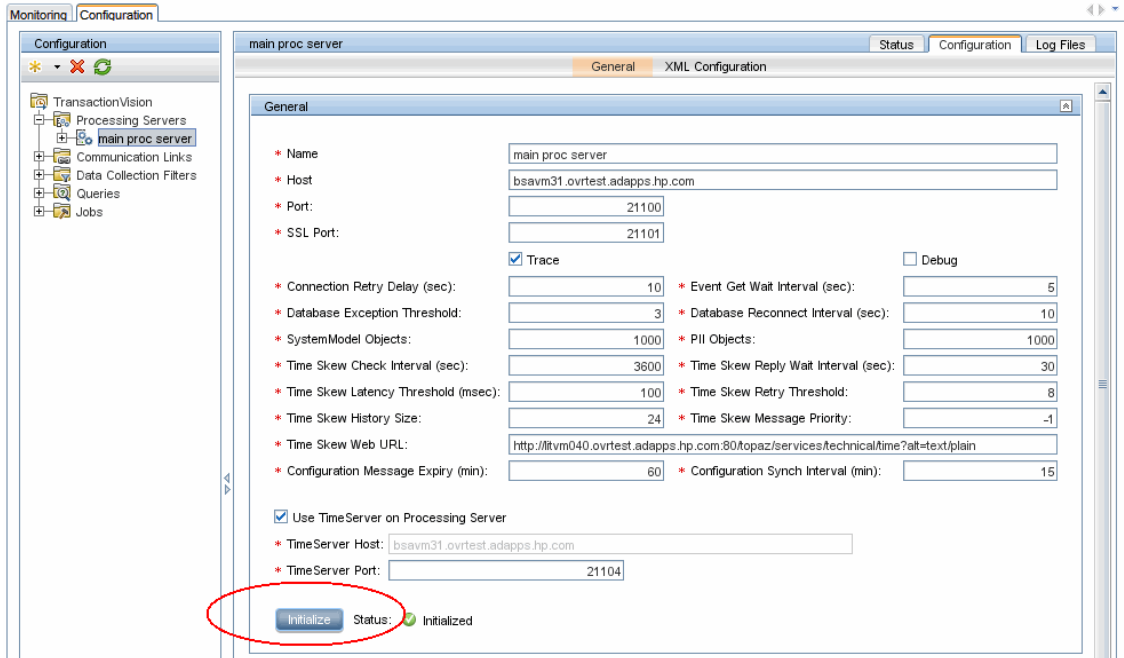 Monitoring Configuration
Configuration
TransactionVision
Processing Servers
main proc server
Communication Links
Data Collection Filters
Queries
Jobs
main proc server Status Configuration Log Files
General XML Configuration
General
* Name main proc server
* Host bsavm31.ovrtest.adapps.hp.com
* Port: 21100
* SSL Port: 21101
Trace Debug
* Connection Retry Delay (sec): 10 * Event Get Wait Interval (sec): 5
* Database Exception Threshold: 3 * Database Reconnect Interval (sec): 10
* SystemModel Objects: 1000 * PII Objects: 1000
* Time Skew Check Interval (sec): 3600 * Time Skew Reply Wait Interval (sec): 30
* Time Skew Latency Threshold (msec): 100 * Time Skew Retry Threshold: 8
* Time Skew History Size: 24 * Time Skew Message Priority: -1
* Time Skew Web URL: http://litvm040.ovrtest.adapps.hp.com:80/topaz/services/technical/time?alt=text/plain
* Configuration Message Expiry (min): 60 * Configuration Synch Interval (min): 15
Use TimeServer on Processing Server
* TimeServer Host: bsavm31.ovrtest.adapps.hp.com
* TimeServer Port: 21104
Initialize Status: Initialized